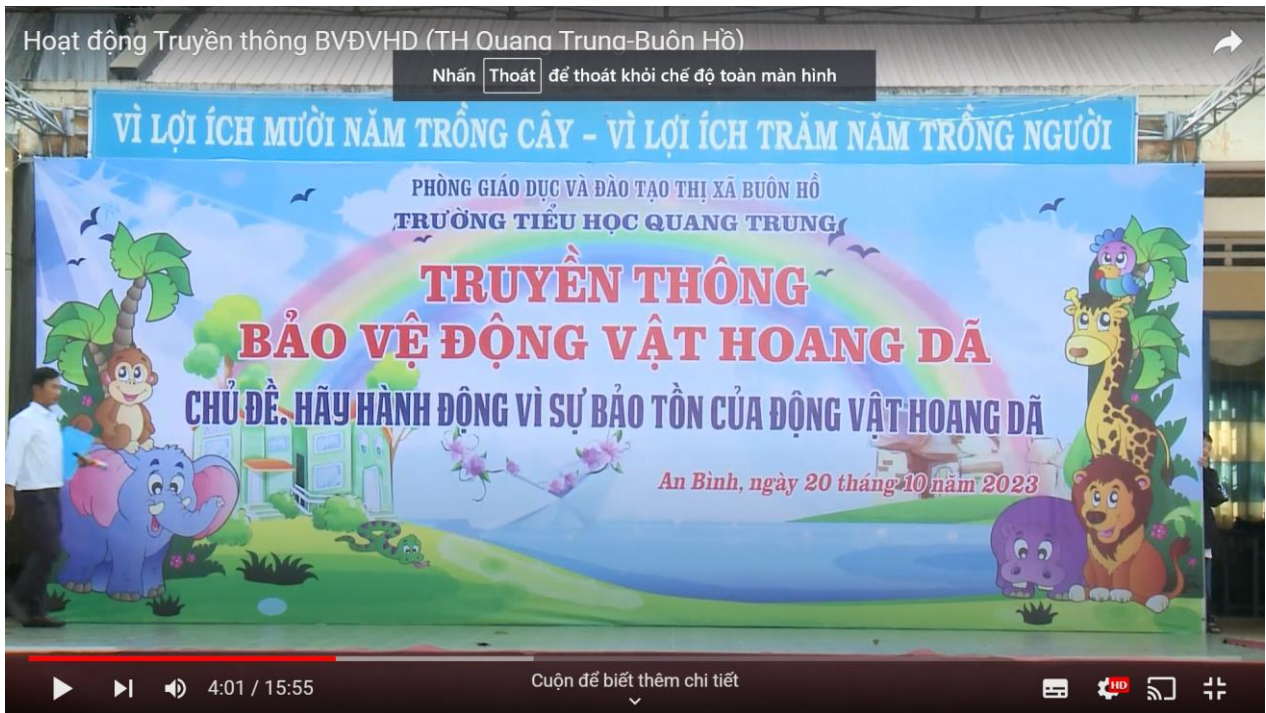 Hoạt động Truyền thông BVĐVHD (TH Quang Trung-Buôn Hồ)
Nhấn Thoát để thoát khỏi chế độ toàn màn hình
VÌ LỢI ÍCH MƯỜI NĂM TRỒNG CÂY – VÌ LỢI ÍCH TRĂM NĂM TRỒNG NGƯỜI
PHÒNG GIÁO DỤC VÀ ĐÀO TẠO THỊ XÃ BUÔN HỒ
TRƯỜNG TIỂU HỌC QUANG TRUNG
TRUYỀN THÔNG
BẢO VỆ ĐỘNG VẬT HOANG DÃ
CHỦ ĐỀ. HÃY HÀNH ĐỘNG VÌ SỰ BẢO TỒN CỦA ĐỘNG VẬT HOANG DÃ
An Bình, ngày 20 tháng 10 năm 2023
4:01 / 15:55
Cuộn để biết thêm chi tiết
HD